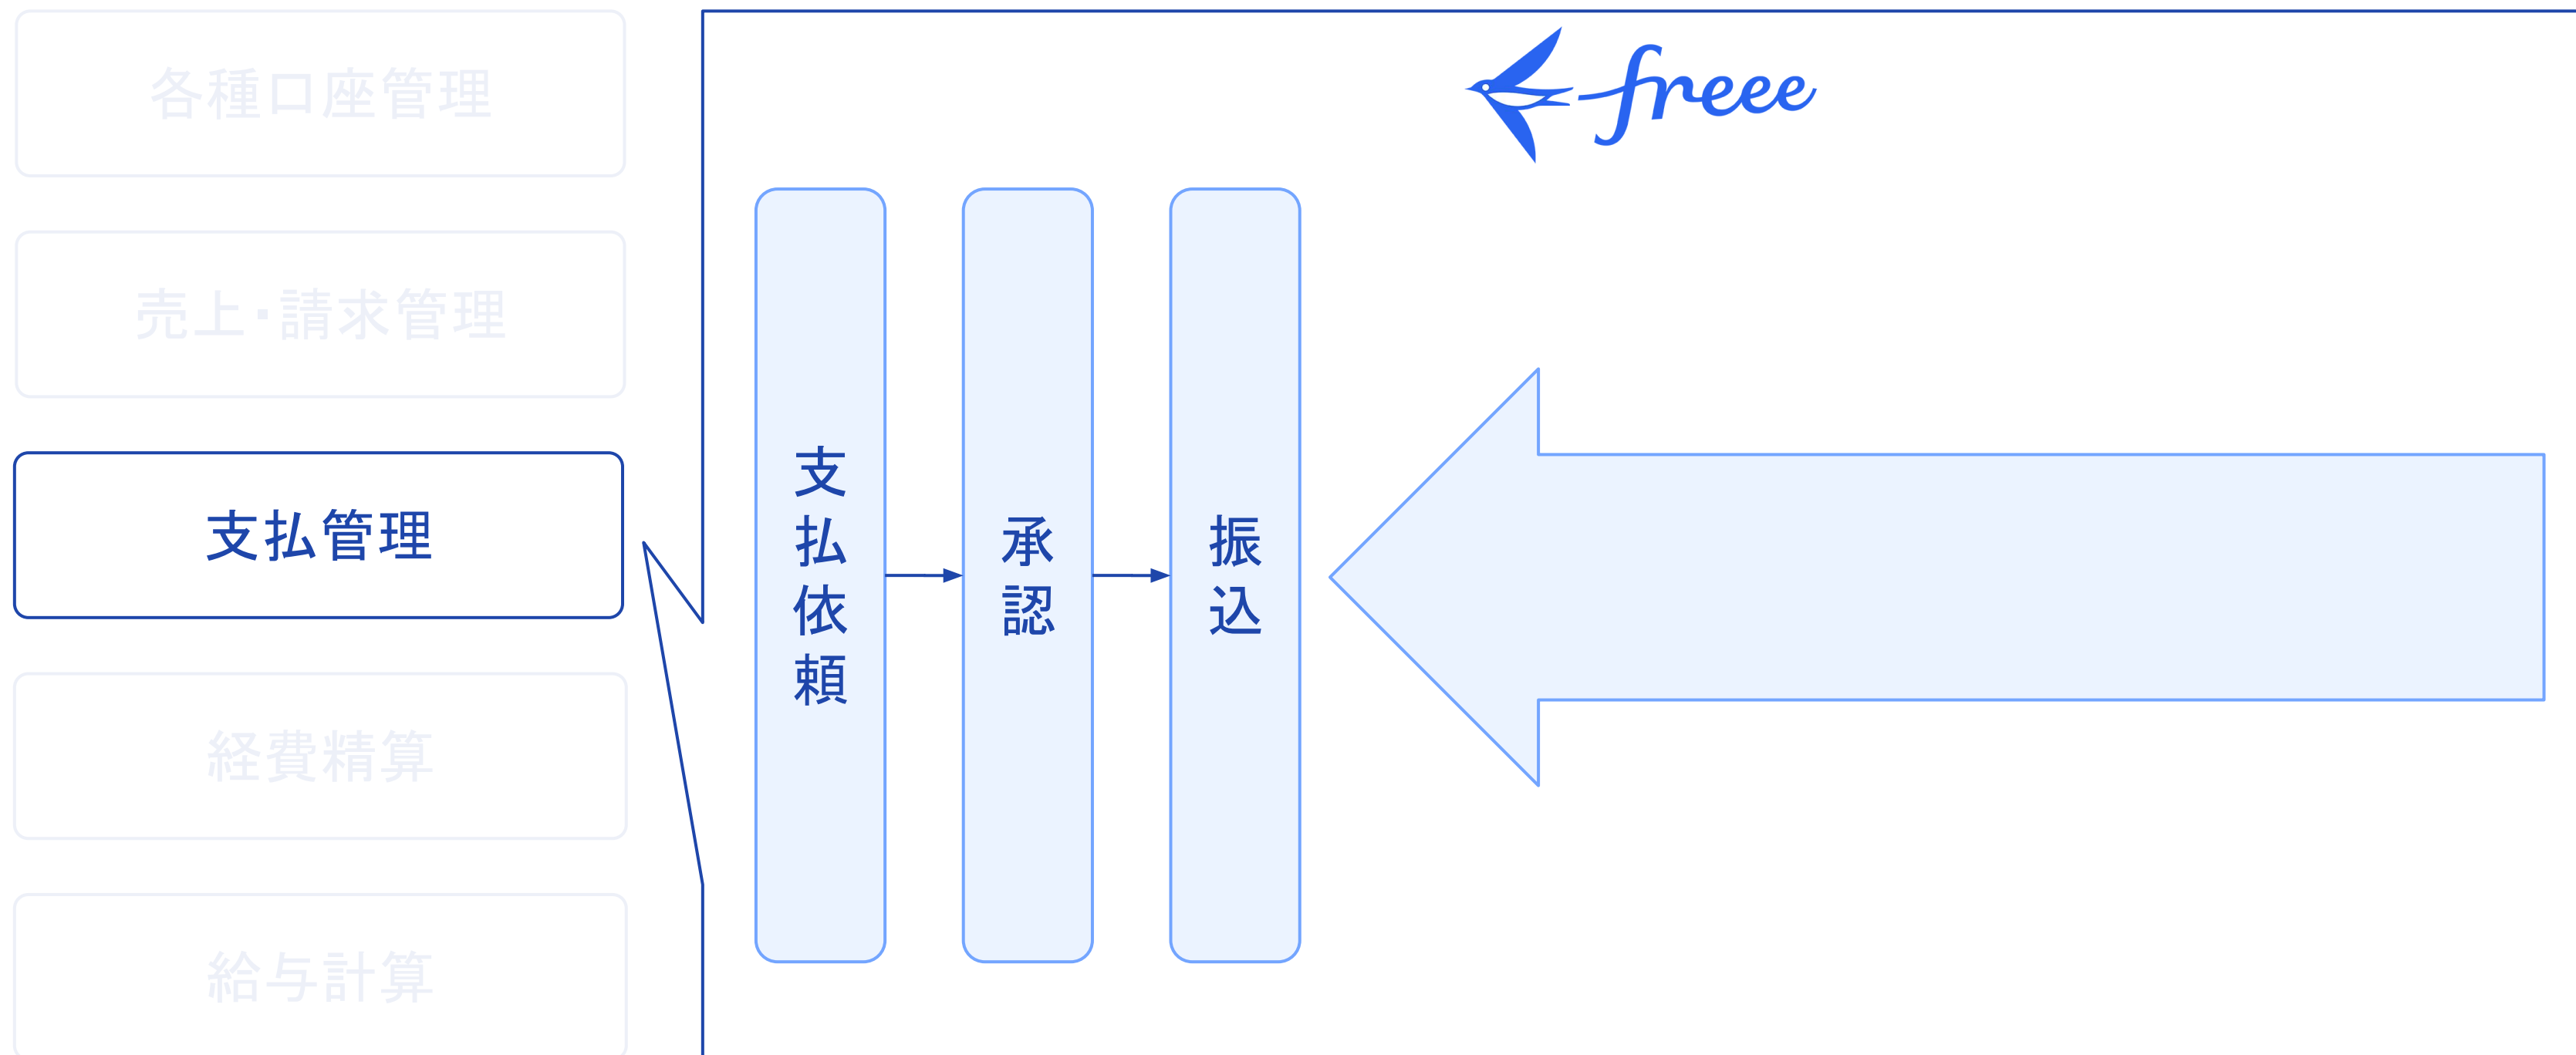 各種口座管理
売上・請求管理
支払管理
経費精算
給与計算
freee
支払依頼
承認
振込